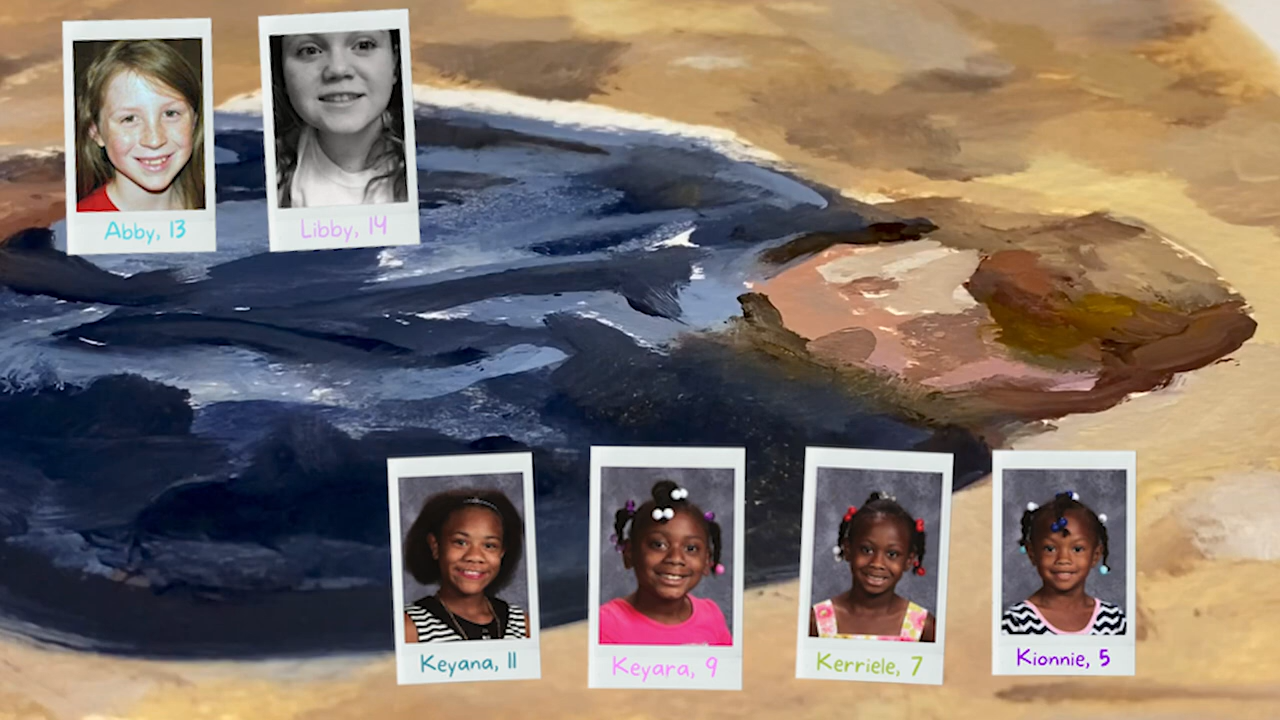 Abby, 13
Libby, 14
Keyana, 11
Keyara, 9
Kerriele, 7
Kionnie, 5